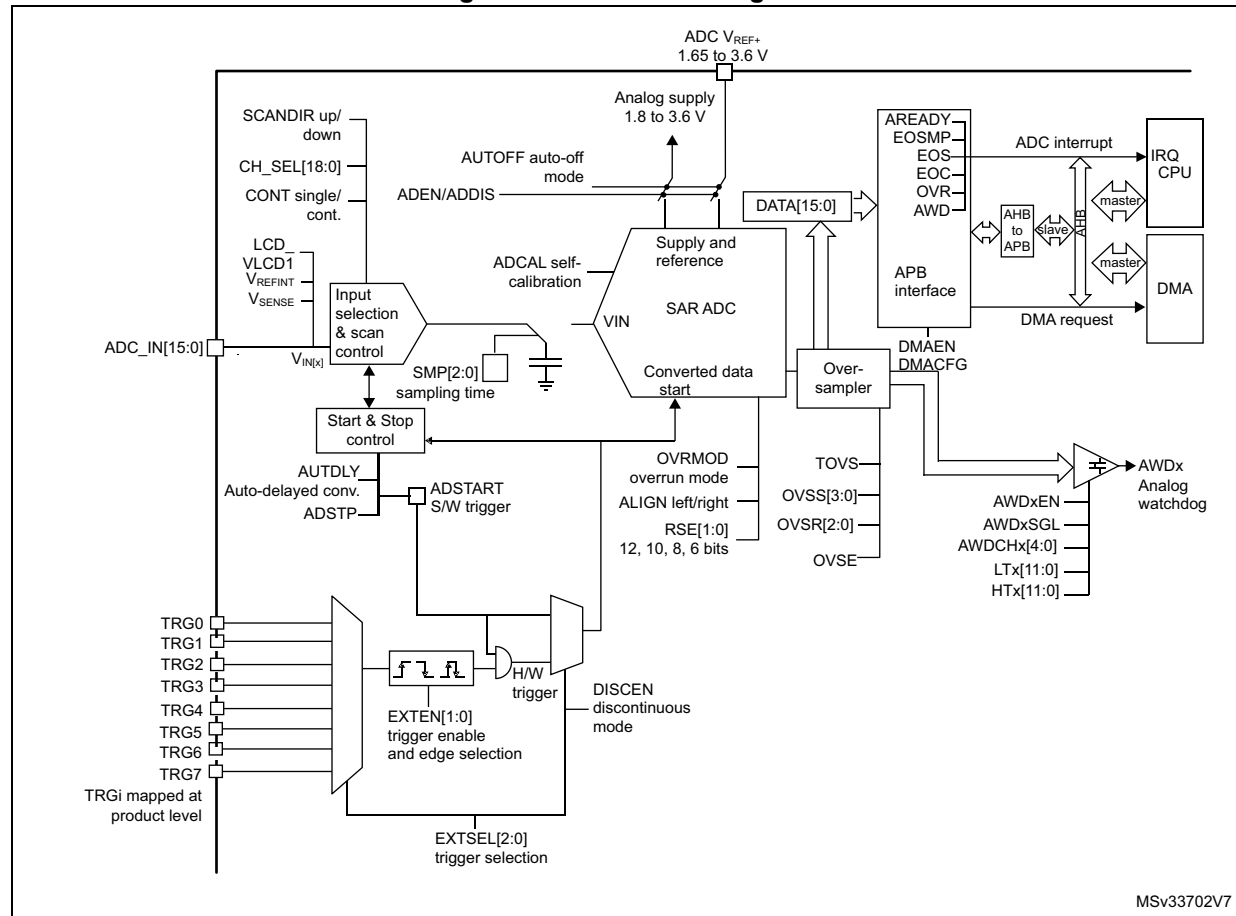 ADC VREF+
1.65 to 3.6 V
Analog supply
1.8 to 3.6 V
SCANDIR up/
down
CH_SEL[18:0]
CONT single/
cont.
AUTOFF auto-off
mode
ADEN/ADDIS
LCD_
VLCD1
VREFINT
VSENSE
ADC_IN[15:0]
VIN[x]
Input
selection
& scan
control
SMP[2:0]
sampling time
ADCAL self-
calibration
Supply and
reference
VIN
SAR ADC
Converted data
start
DATA[15:0]
AREADY
EOSMP
EOS
EOC
OVR
AWD
APB
interface
DMAEN
DMACFG
ADC interrupt
IRQ
CPU
master
AHB
to
APB
slave
AHB
master
DMA
DMA request
Over-
sampler
TOVS
OVSS[3:0]
OVSR[2:0]
OVSE
AWDx
Analog
watchdog
AWDxEN
AWDxSGL
AWDCHx[4:0]
LTx[11:0]
HTx[11:0]
Start & Stop
control
AUTDLY
Auto-delayed conv.
ADSTP
ADSTART
S/W trigger
OVRMOD
overrun mode
ALIGN left/right
RSE[1:0]
12, 10, 8, 6 bits
TRG0
TRG1
TRG2
TRG3
TRG4
TRG5
TRG6
TRG7
TRGi mapped at
product level
H/W
trigger
EXTEN[1:0]
trigger enable
and edge selection
DISCEN
discontinuous
mode
EXTSEL[2:0]
trigger selection
MSv33702V7